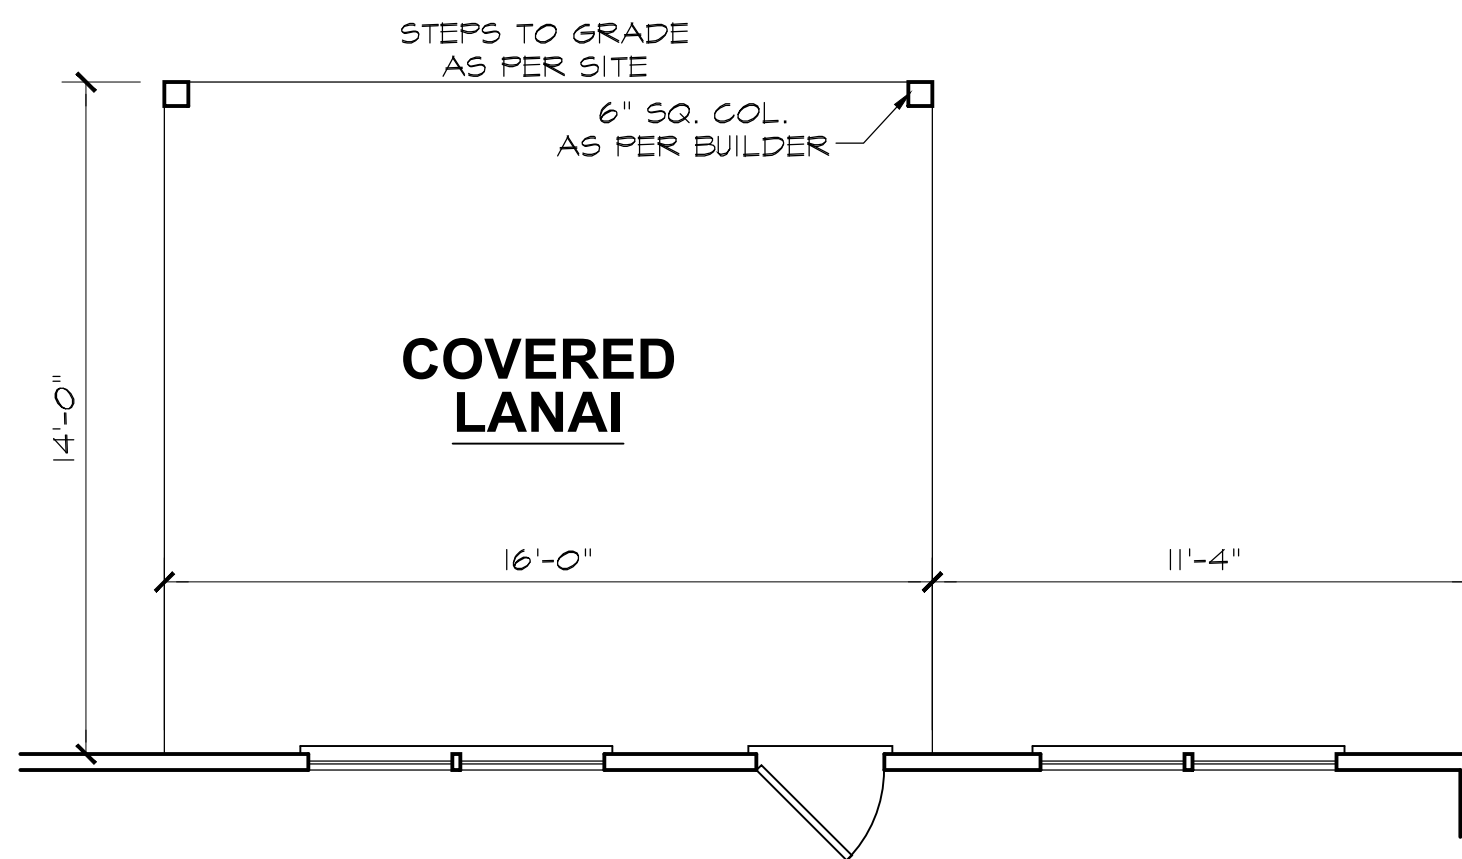 STEPS TO GRADE
AS PER SITE
6" SQ. COL.
AS PER BUILDER
COVERED
LANAI
14'-0"
16'-0"
11'-4"